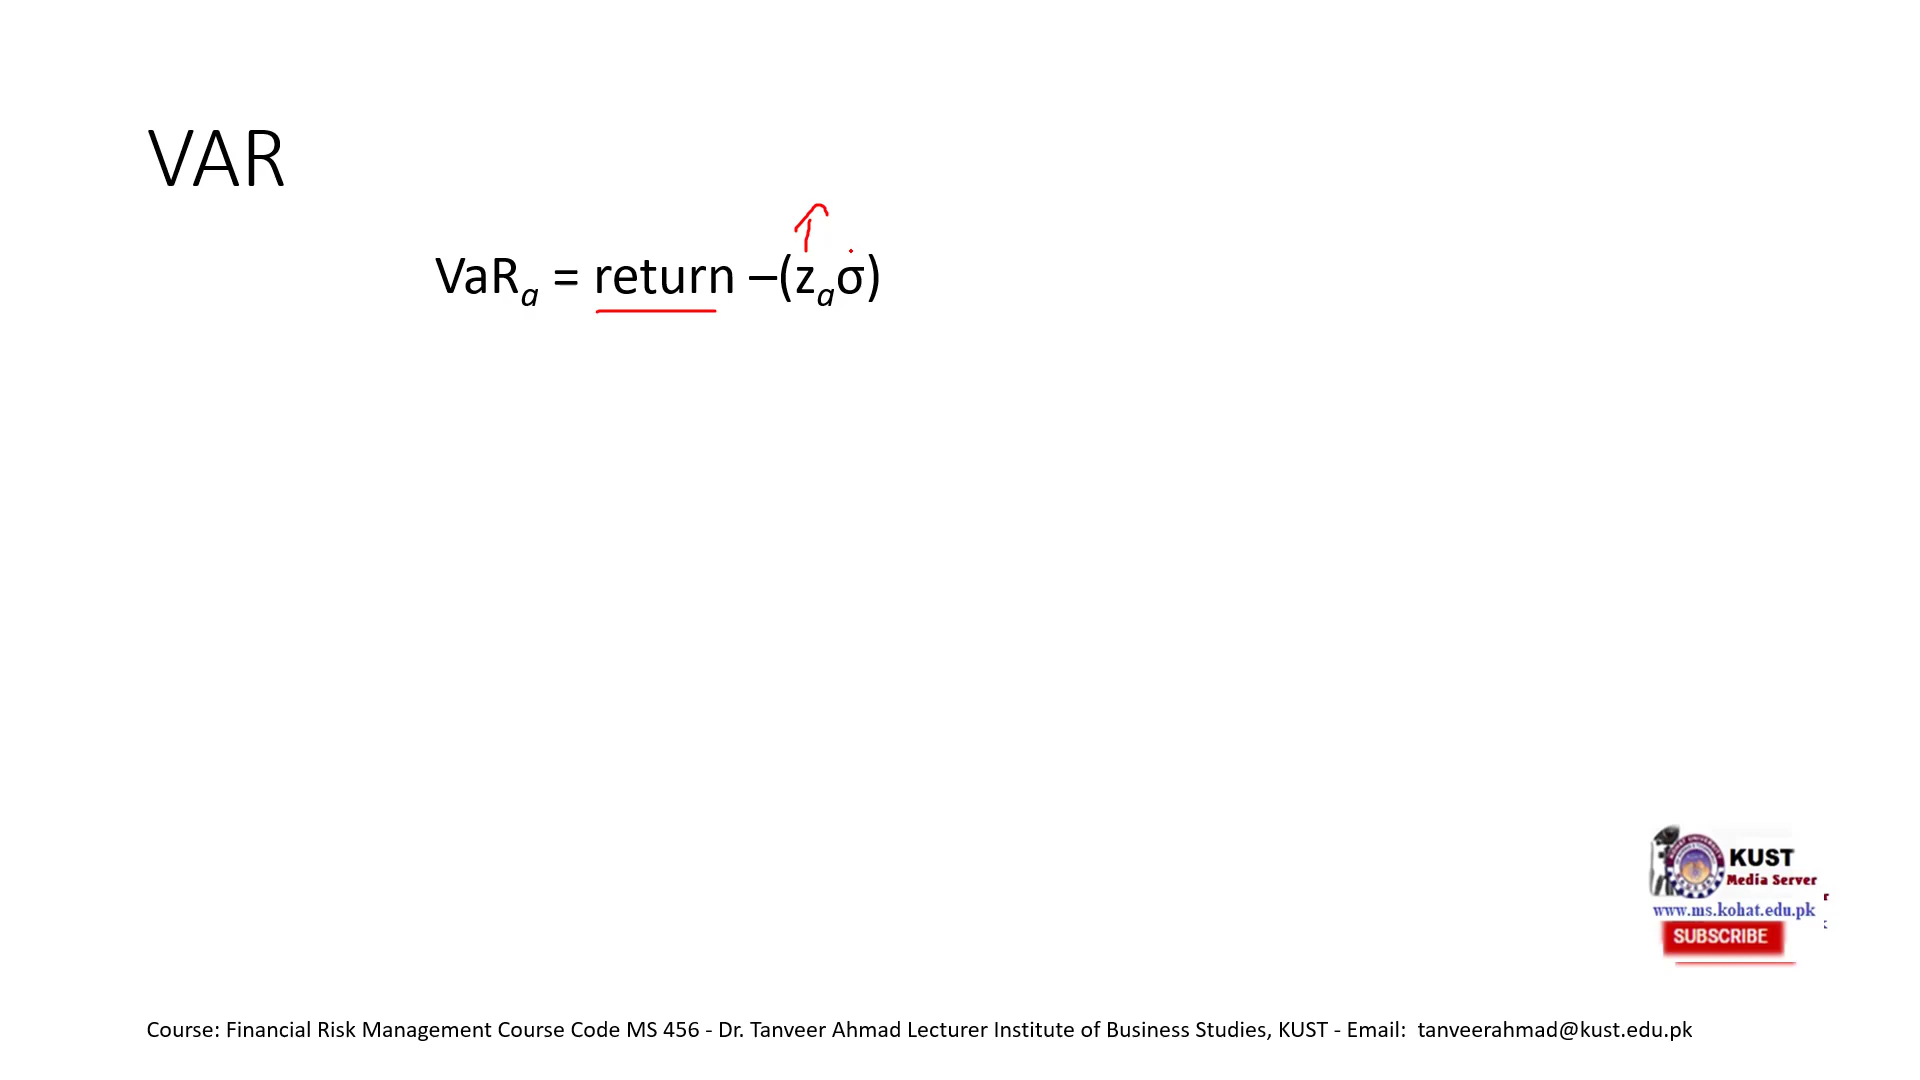 VAR
VaRₐ = return –(zₐσ)
KUST
Media Server
www.ms.kohat.edu.pk
SUBSCRIBE
Course: Financial Risk Management Course Code MS 456 - Dr. Tanveer Ahmad Lecturer Institute of Business Studies, KUST - Email: tanveerahmad@kust.edu.pk